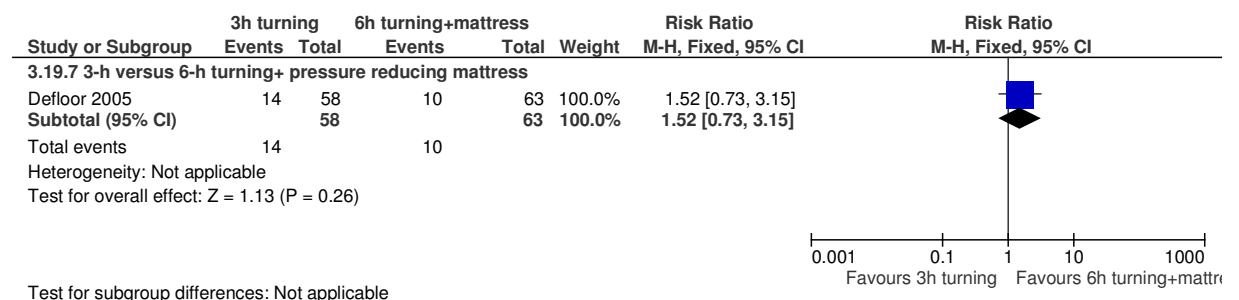 3h turning 6h turning+mattress Risk Ratio Risk Ratio
Study or Subgroup Events Total Events Total Weight M-H, Fixed, 95% CI M-H, Fixed, 95% CI
3.19.7 3-h versus 6-h turning+ pressure reducing mattress
Defloor 2005 14 58 10 63 100.0% 1.52 [0.73, 3.15]
Subtotal (95% CI) 58 63 100.0% 1.52 [0.73, 3.15]
Total events 14 10
Heterogeneity: Not applicable
Test for overall effect: Z = 1.13 (P = 0.26)
0.001 0.1 1 10 1000
Favours 3h turning Favours 6h turning+mattre
Test for subgroup differences: Not applicable